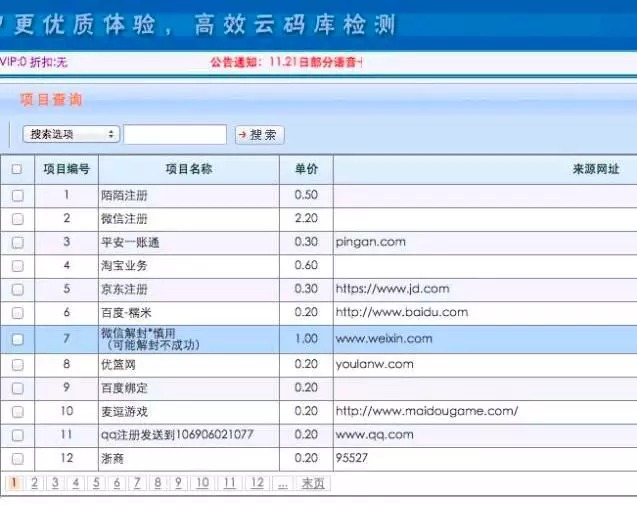 更优质体验，高效云码库检测
VIP:0 折扣:无 公告通知：11.21日部分语音
项目查询
搜索选项 搜索
项目编号 项目名称 单价 来源网址
1 陌陌注册 0.50
2 微信注册 2.20
3 平安一账通 0.30 pingan.com
4 淘宝业务 0.60
5 京东注册 0.30 https://www.jd.com
6 百度-糯米 0.20 http://www.baidu.com
7 微信解封*慎用 1.00 www.weixin.com
（可能解封不成功）
8 优篮网 0.20 youlanw.com
9 百度绑定 0.20
10 麦逗游戏 0.20 http://www.maidougame.com/
11 qq注册发送到106906021077 0.20 www.qq.com
12 浙商 0.20 95527
1 2 3 4 5 6 7 8 9 10 11 12 ... 末页